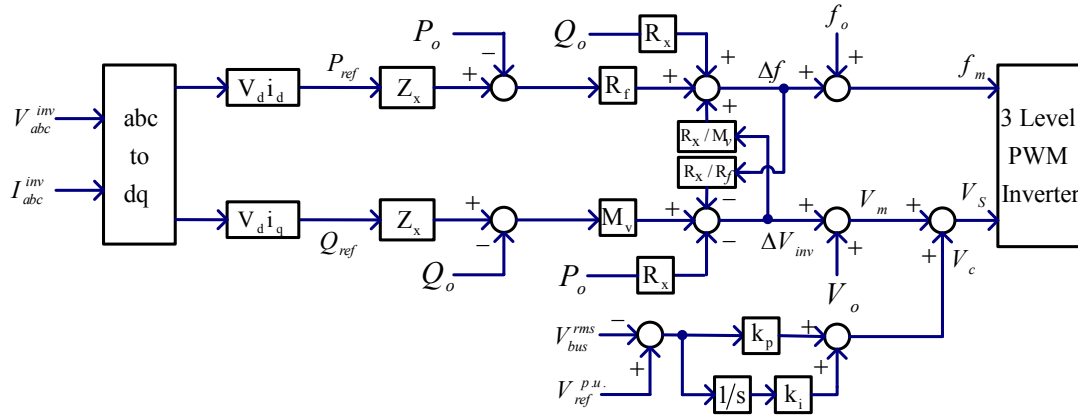 P_o
Q_o
R_x
f_o
−
+
+
P_ref
Δf
f_m
V_d i_d
Z_x
+
R_f
+
+
V_abc^inv
abc
to
dq
I_abc^inv
+
R_x / M_v
3 Level
PWM
Inverter
R_x / R_f
−
V_d i_q
Z_x
+
M_v
+
+
V_m
+
V_S
Q_ref
−
−
ΔV_inv
+
+
V_c
Q_o
P_o
R_x
V_o
V_bus^rms
−
k_p
+
+
V_ref^p.u.
1/s
k_i
+